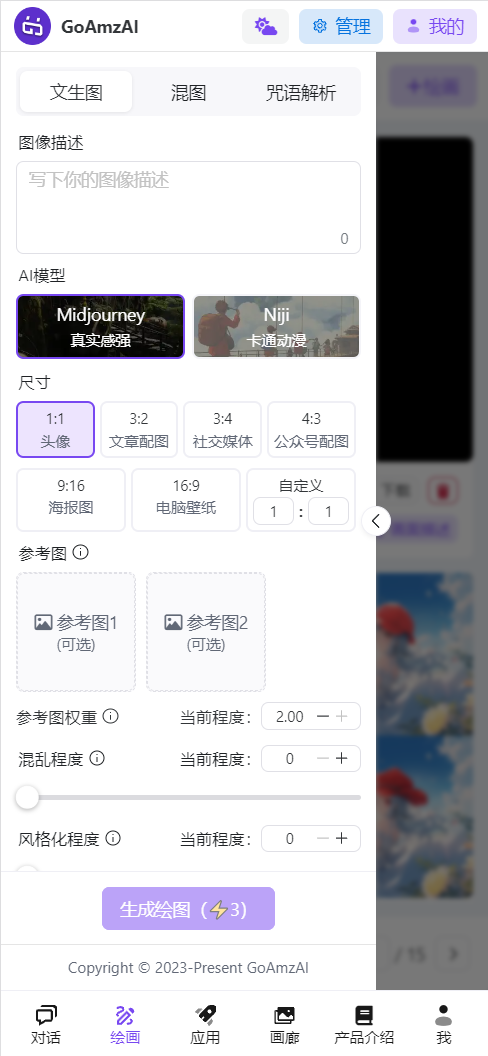 GoAmzAI
管理
我的
文生图
混图
咒语解析
图像描述
写下你的图像描述
0
AI模型
Midjourney
真实感强
Niji
卡通动漫
尺寸
1:1
头像
3:2
文章配图
3:4
社交媒体
4:3
公众号配图
9:16
海报图
16:9
电脑壁纸
自定义
1 : 1
参考图
参考图1
(可选)
参考图2
(可选)
参考图权重
当前程度：
2.00
混乱程度
当前程度：
0
风格化程度
当前程度：
0
生成绘图（⚡3）
下载
/ 15
Copyright © 2023-Present GoAmzAI
对话
绘画
应用
画廊
产品介绍
我